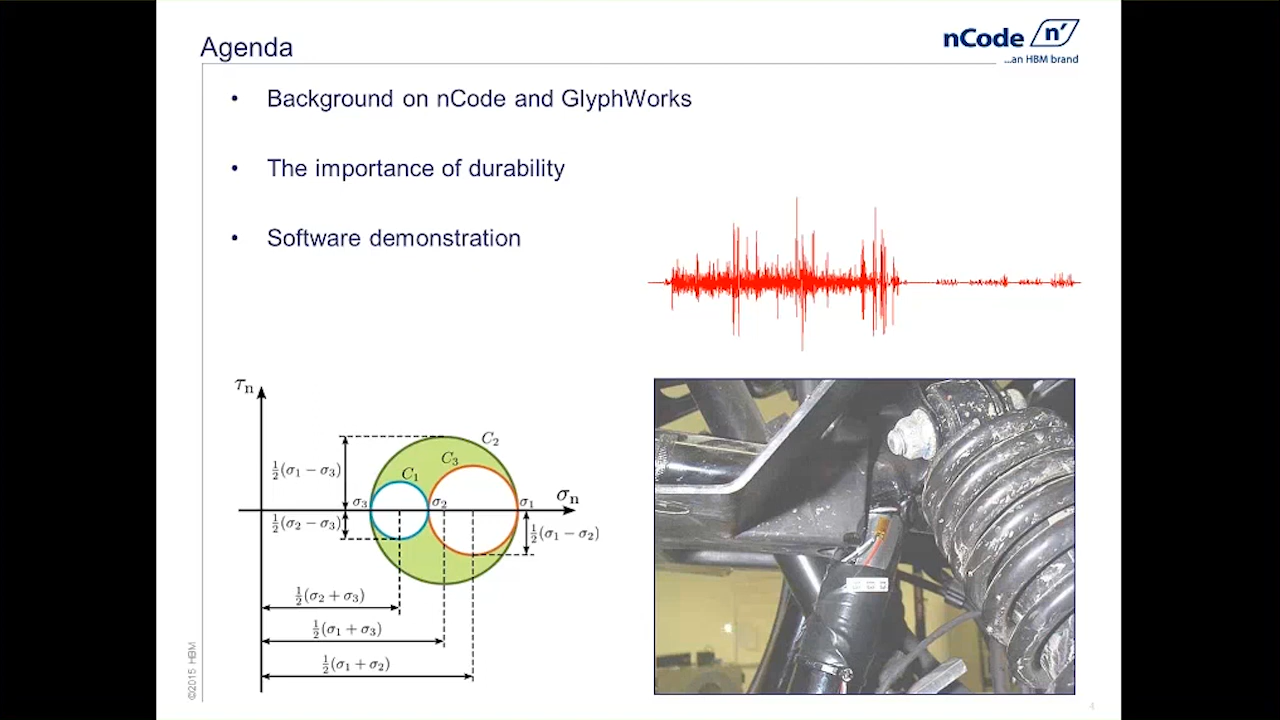 Agenda
nCode n'
...an HBM brand
• Background on nCode and GlyphWorks
• The importance of durability
• Software demonstration
τn
C2
C3
½(σ1 − σ3)
C1
σ3 σ2 σ1 σn
½(σ2 − σ3)
½(σ1 − σ2)
½(σ2 + σ3)
½(σ1 + σ3)
½(σ1 + σ2)
©2015 HBM
4